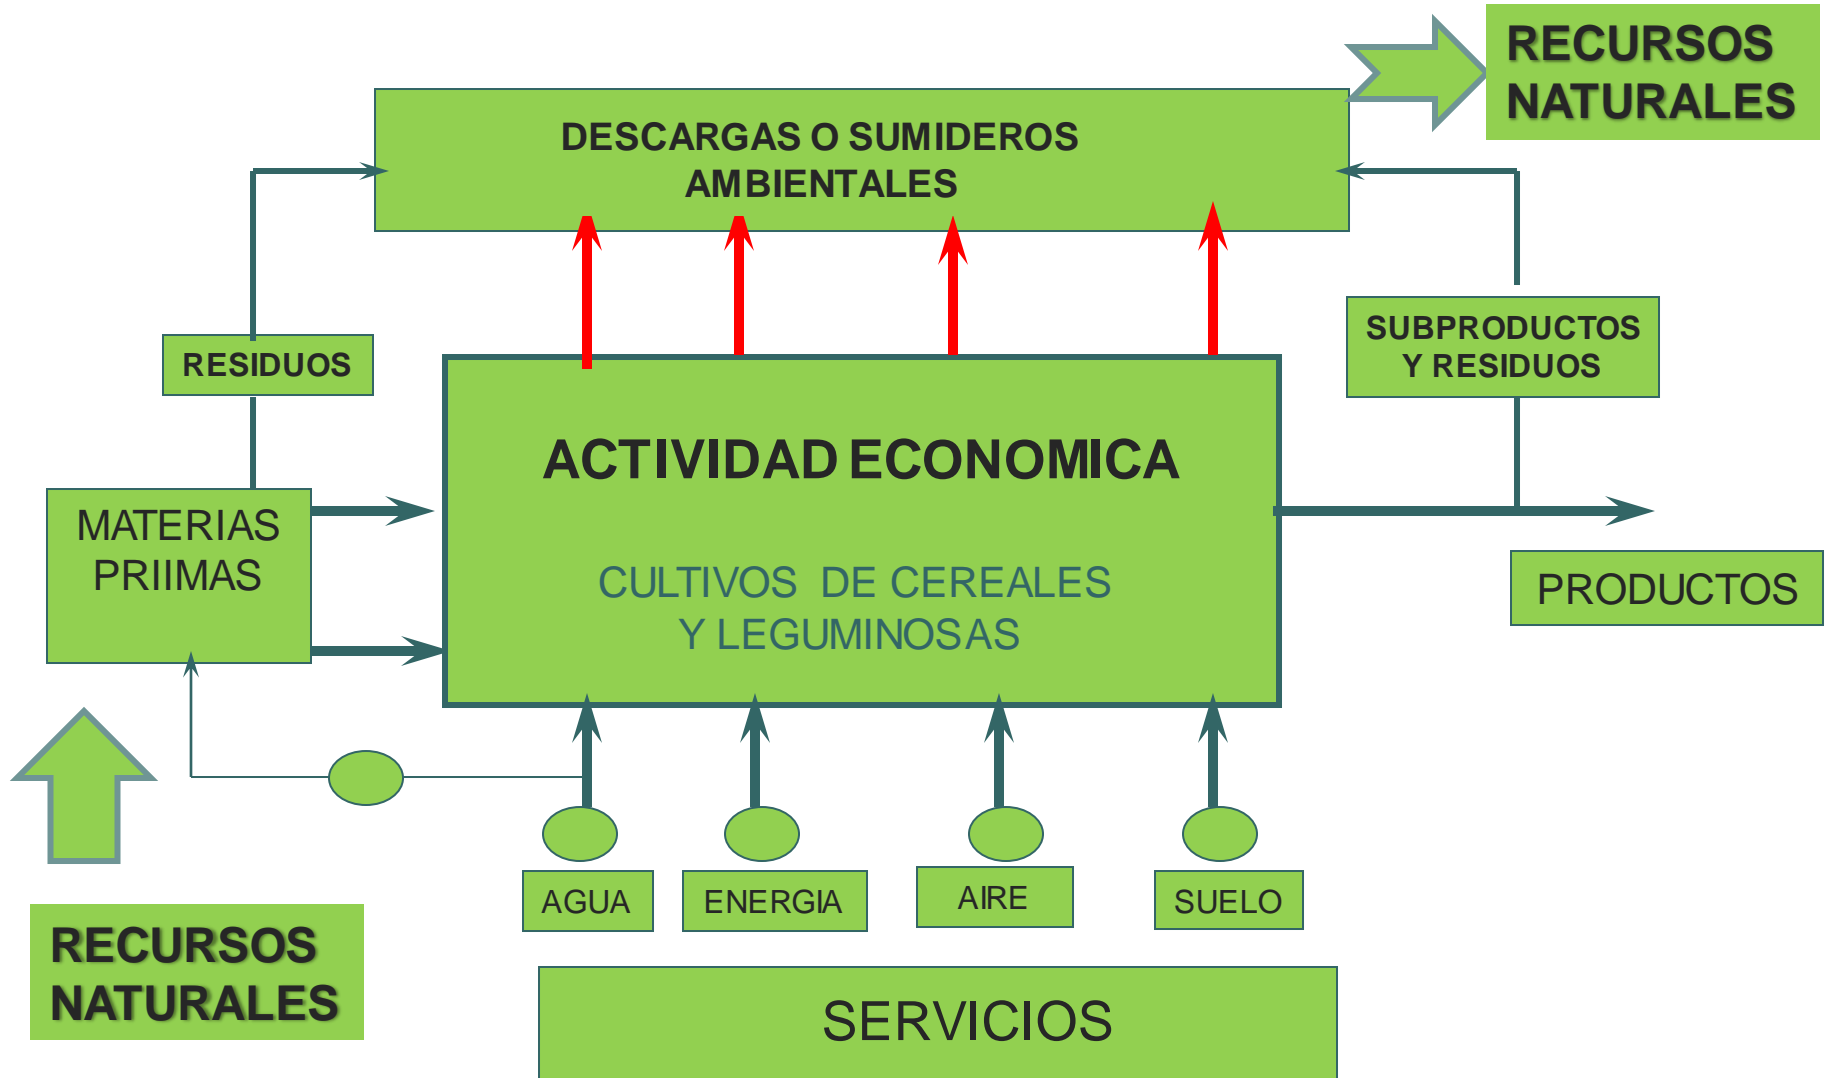 RECURSOS
NATURALES
DESCARGAS O SUMIDEROS
AMBIENTALES
RESIDUOS
SUBPRODUCTOS
Y RESIDUOS
ACTIVIDAD ECONOMICA
MATERIAS
PRIIMAS
CULTIVOS DE CEREALES
Y LEGUMINOSAS
PRODUCTOS
AGUA
ENERGIA
AIRE
SUELO
RECURSOS
NATURALES
SERVICIOS